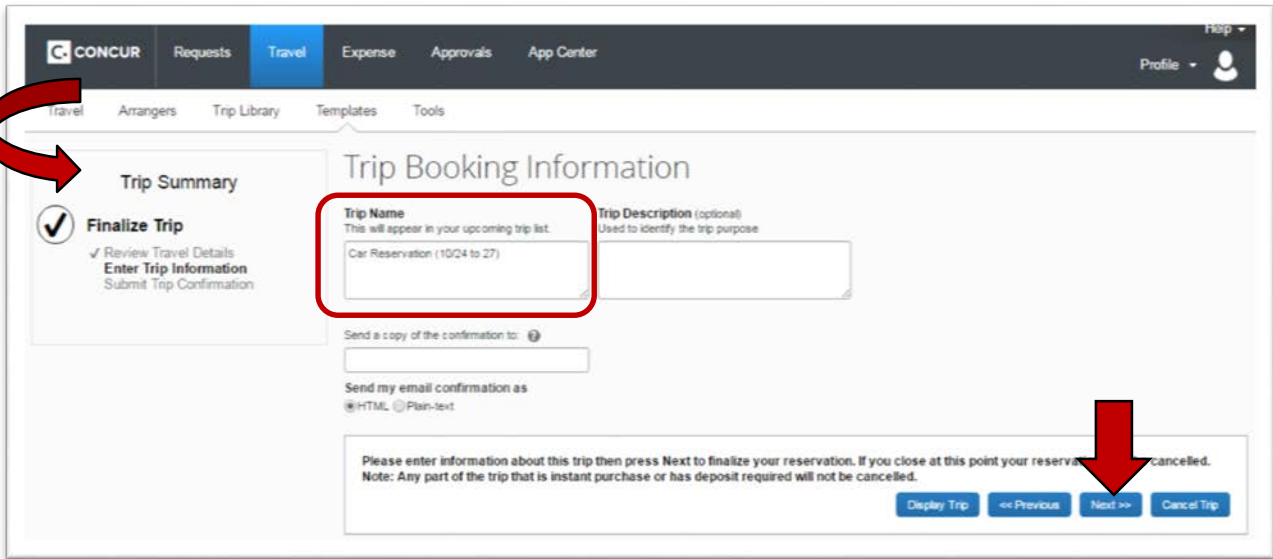 Help
C. CONCUR Requests Travel Expense Approvals App Center
Profile
Travel Arrangers Trip Library Templates Tools
Trip Summary
Finalize Trip
✓ Review Travel Details
Enter Trip Information
Submit Trip Confirmation
Trip Booking Information
Trip Name
This will appear in your upcoming trip list.
Car Reservation (10/24 to 27)
Trip Description (optional)
Used to identify the trip purpose
Send a copy of the confirmation to: ?
Send my email confirmation as
HTML Plain-text
Please enter information about this trip then press Next to finalize your reservation. If you close at this point your cancelled.
Note: Any part of the trip that is instant purchase or has deposit required will not be cancelled.
Display Trip << Previous Next >> Cancel Trip